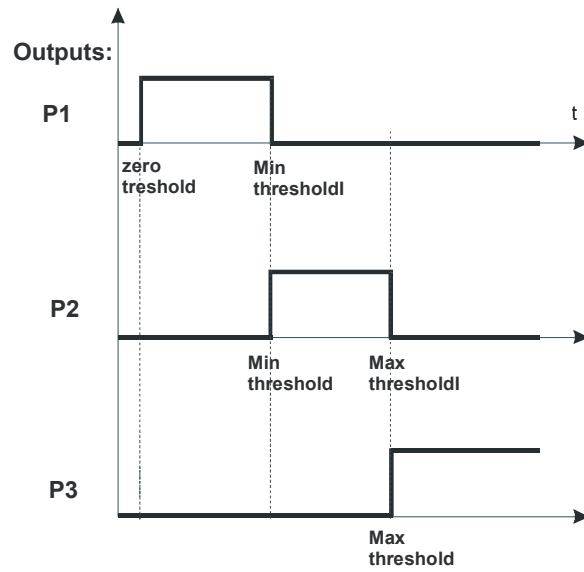 Outputs:
P1
t
zero
treshold
Min
thresholdl
P2
Min
threshold
Max
thresholdl
P3
Max
threshold